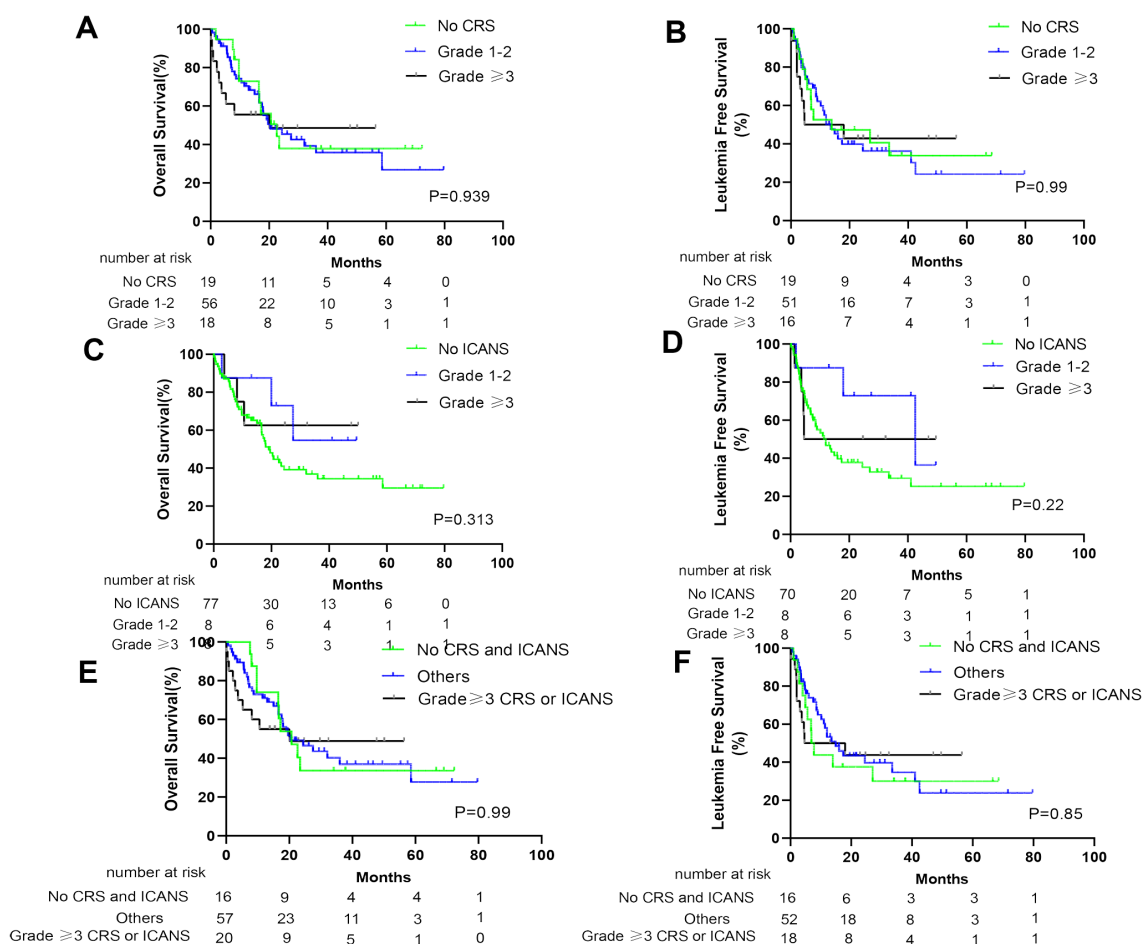 A
No CRS
Grade 1-2
Grade ≥3
Overall Survival(%)
100
80
60
40
20
0
P=0.939
0 20 40 60 80 100
number at risk
Months
No CRS 19 11 5 4 0
Grade 1-2 56 22 10 3 1
Grade ≥3 18 8 5 1 1
B
No CRS
Grade 1-2
Grade ≥3
Leukemia Free Survival
(%)
100
80
60
40
20
0
P=0.99
0 20 40 60 80 100
number at risk
Months
No CRS 19 9 4 3 0
Grade 1-2 51 16 7 3 1
Grade ≥3 16 7 4 1 1
C
No ICANS
Grade 1-2
Grade ≥3
Overall Survival(%)
100
80
60
40
20
0
P=0.313
0 20 40 60 80 100
number at risk
Months
No ICANS 77 30 13 6 0
Grade 1-2 8 6 4 1 1
Grade ≥3 5 3 1 1
D
No ICANS
Grade 1-2
Grade ≥3
Leukemia Free Survival
(%)
100
80
60
40
20
0
P=0.22
0 20 40 60 80 100
number at risk
Months
No ICANS 70 20 7 5 1
Grade 1-2 8 6 3 1 1
Grade ≥3 8 5 3 1 1
E
No CRS and ICANS
Others
Grade≥3 CRS or ICANS
Overall Survival(%)
100
80
60
40
20
0
P=0.99
0 20 40 60 80 100
number at risk
Months
No CRS and ICANS 16 9 4 4 1
Others 57 23 11 3 1
Grade ≥3 CRS or ICANS 20 9 5 1 0
F
No CRS and ICANS
Others
Grade≥3 CRS or ICANS
Leukemia Free Survival
(%)
100
80
60
40
20
0
P=0.85
0 20 40 60 80 100
number at risk
Months
No CRS and ICANS 16 6 3 3 1
Others 52 18 8 3 1
Grade ≥3 CRS or ICANS 18 8 4 1 1